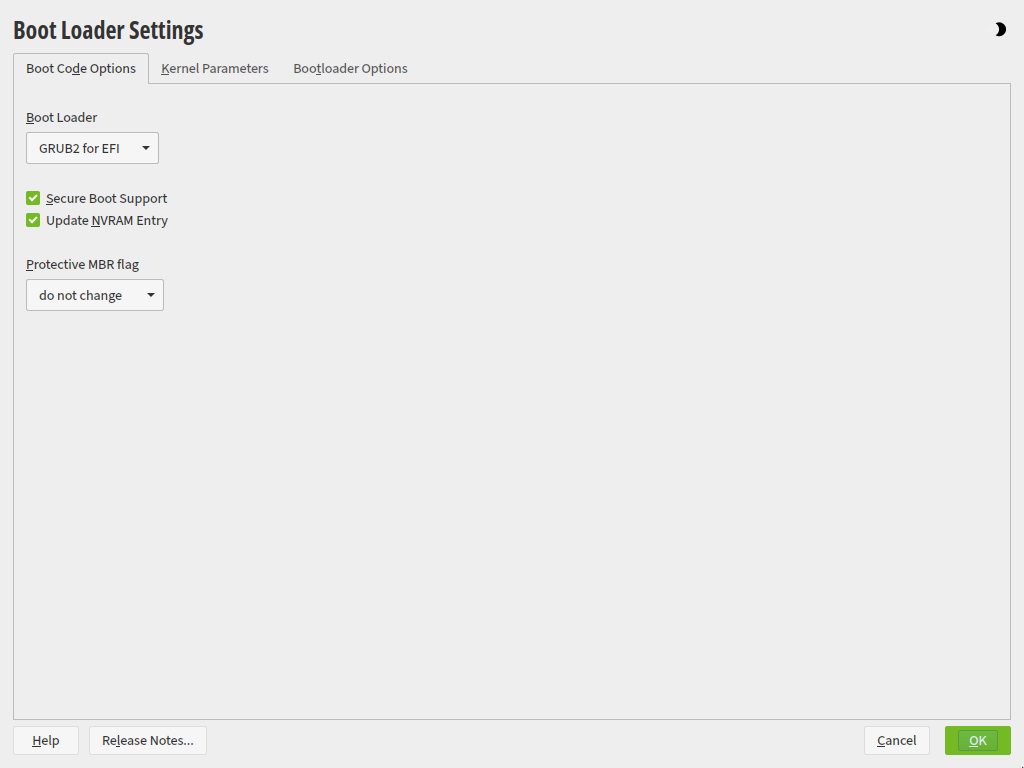 Boot Loader Settings
Boot Code Options Kernel Parameters Bootloader Options
Boot Loader
GRUB2 for EFI
Secure Boot Support
Update NVRAM Entry
Protective MBR flag
do not change
Help Release Notes... Cancel OK